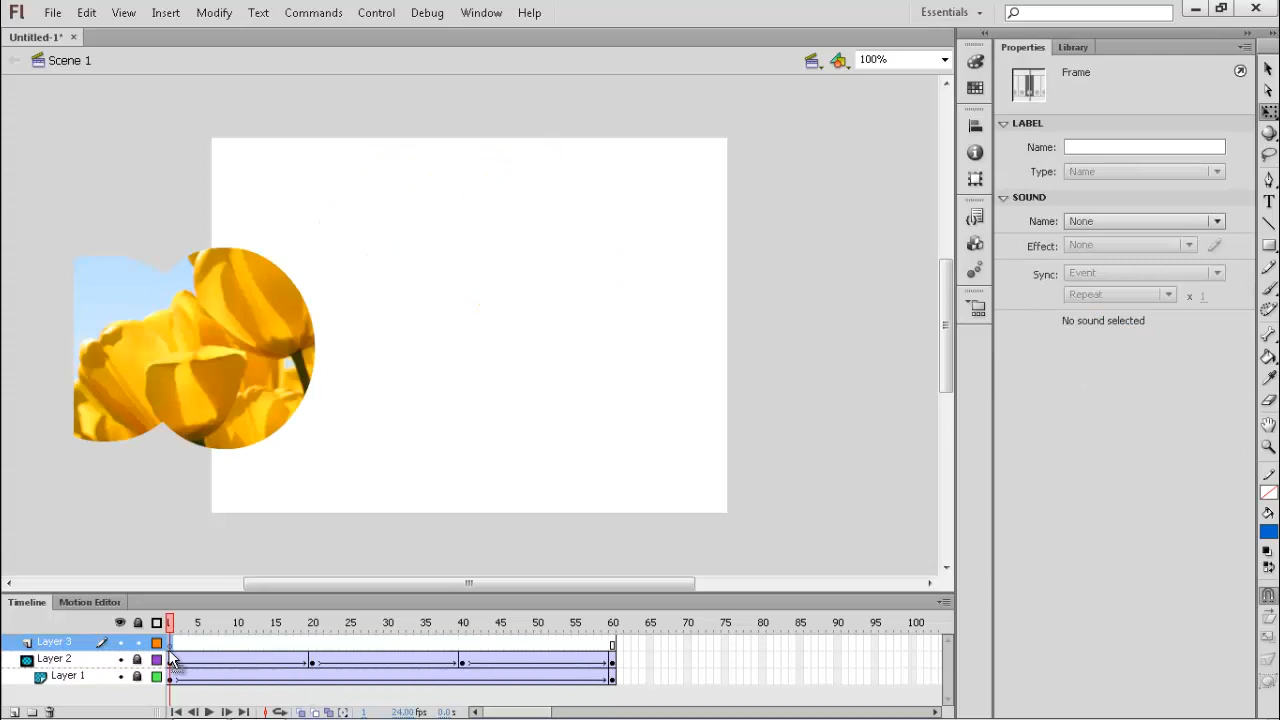 Fl File Edit View Insert Modify Text Commands Control Debug Window Help Essentials
Untitled-1* × Properties Library
Scene 1 100% Frame
LABEL
Name:
Type: Name
SOUND
Name: None
Effect: None
Sync: Event
Repeat x 1
No sound selected
Timeline Motion Editor
1 5 10 15 20 25 30 35 40 45 50 55 60 65 70 75 80 85 90 95 100
Layer 3
Layer 2
Layer 1
1 24.00 fps 0.0 s